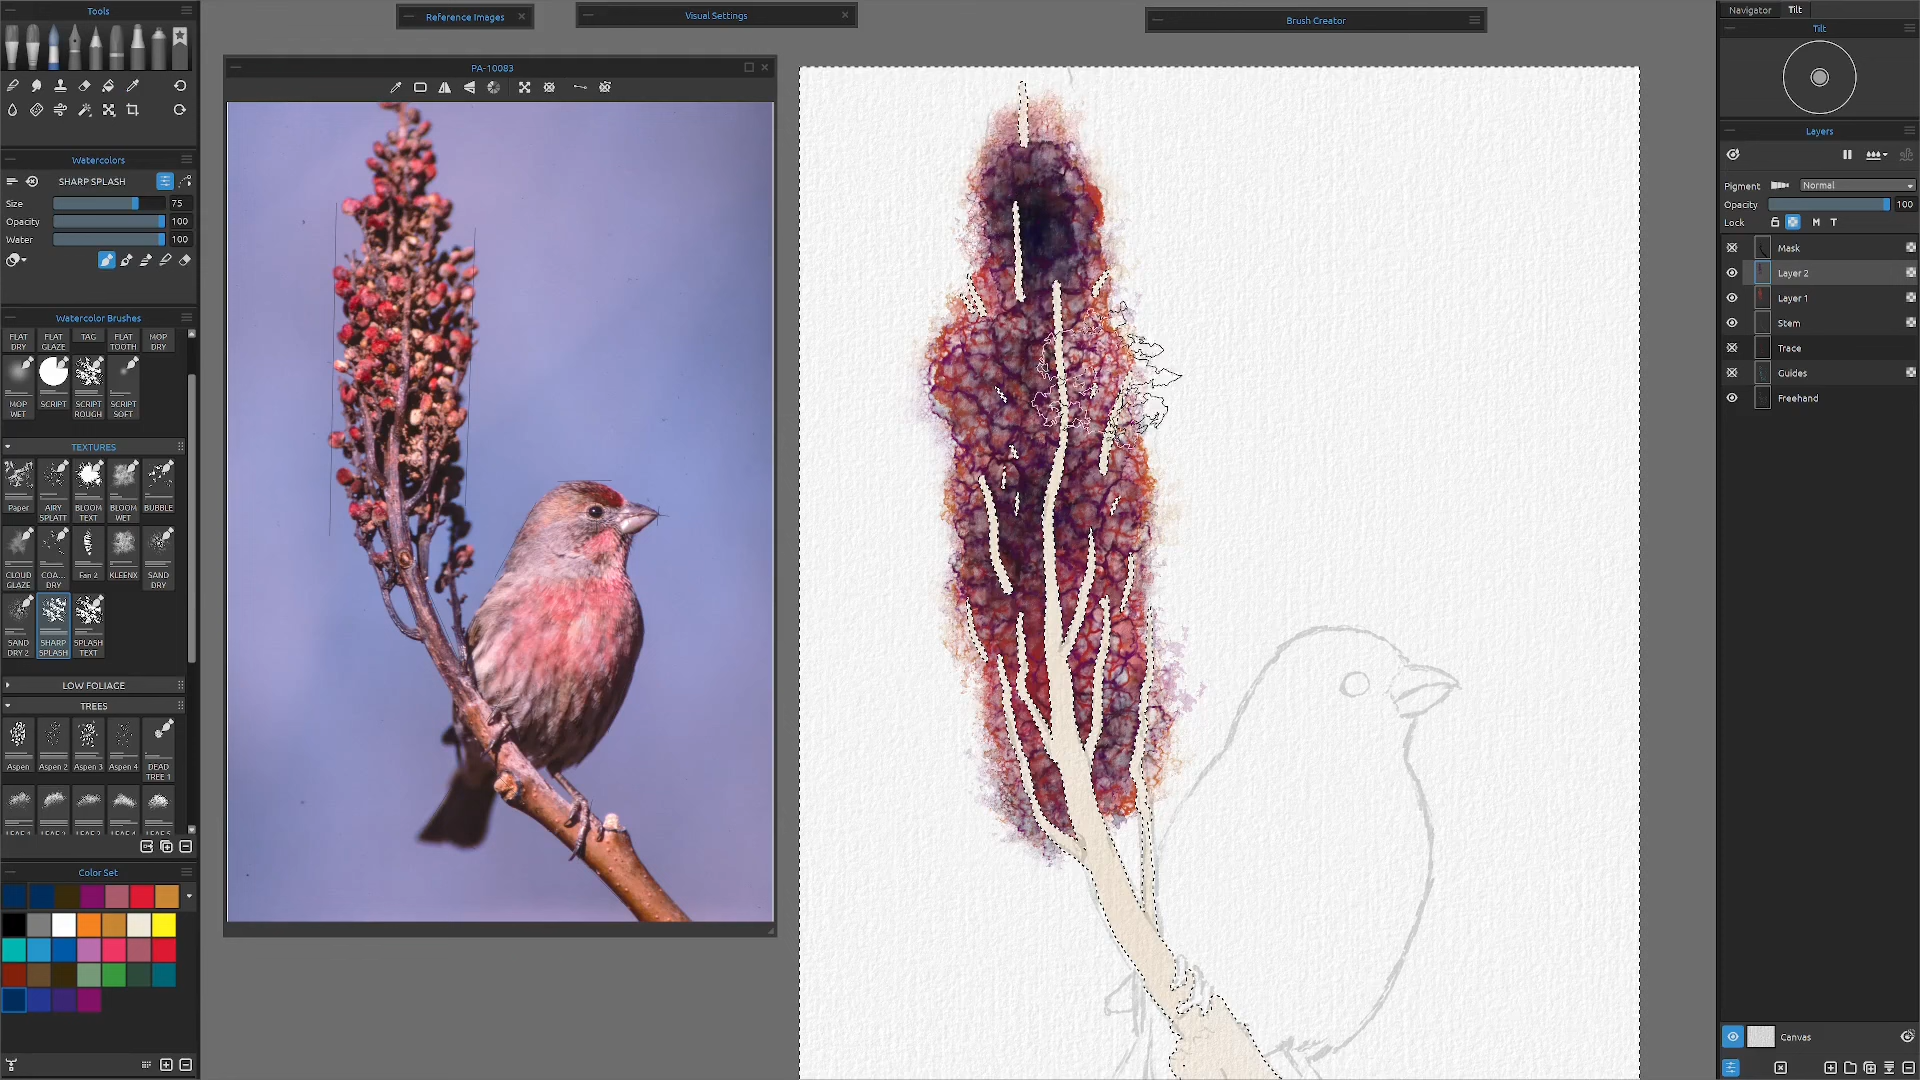 Tools
Reference Images
Visual Settings
Brush Creator
Navigator
Tilt
Tilt
PA-10083
Layers
Watercolors
SHARP SPLASH
Size
75
Opacity
100
Water
100
Pigment
Normal
Opacity
100
Lock
M
T
Mask
Layer 2
Layer 1
Stem
Trace
Guides
Freehand
Watercolor Brushes
FLAT DRY
FLAT GLAZE
TAG
FLAT TOOTH
MOP DRY
MOP WET
SCRIPT
SCRIPT ROUGH
SCRIPT SOFT
TEXTURES
Paper
AIRY SPLATT
BLOOM TEXT
BLOOM WET
BUBBLE
CLOUD GLAZE
COA... DRY
Fan 2
KLEENX
SAND DRY
SAND DRY 2
SHARP SPLASH
SPLASH TEXT
LOW FOLIAGE
TREES
Aspen
Aspen 2
Aspen 3
Aspen 4
DEAD TREE 1
Color Set
Canvas